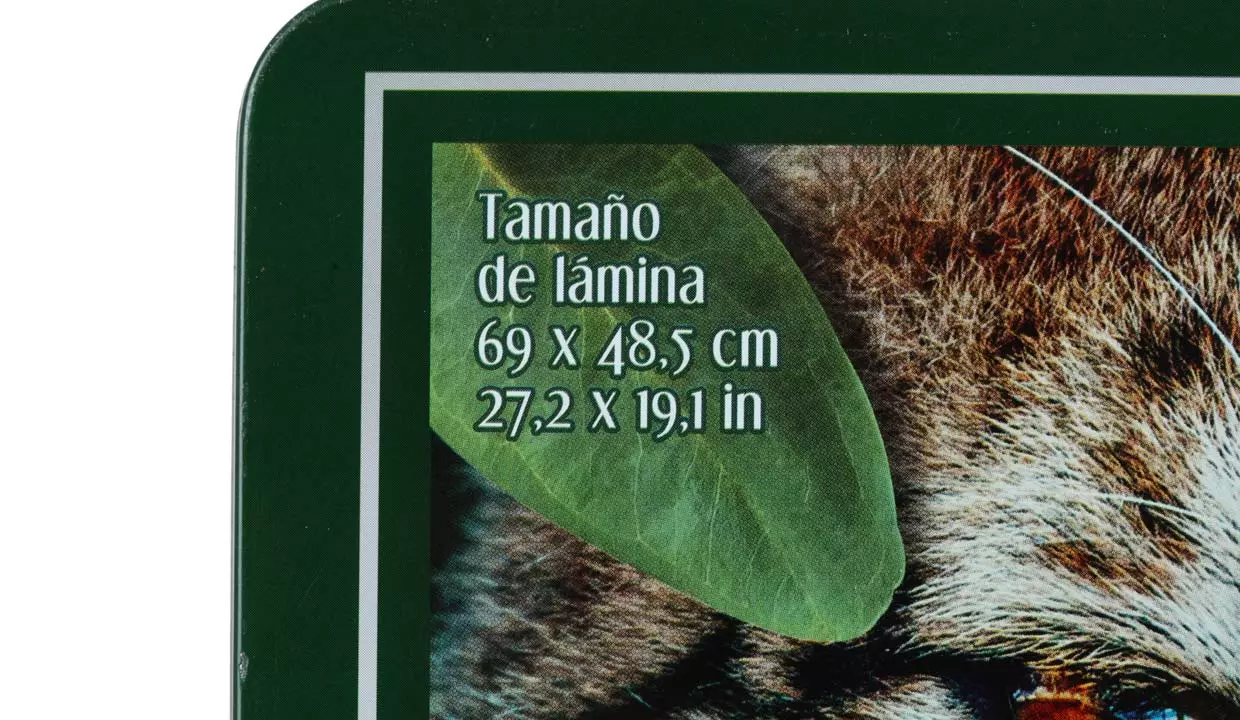 Tamaño
de lámina
69 x 48,5 cm
27,2 x 19,1 in